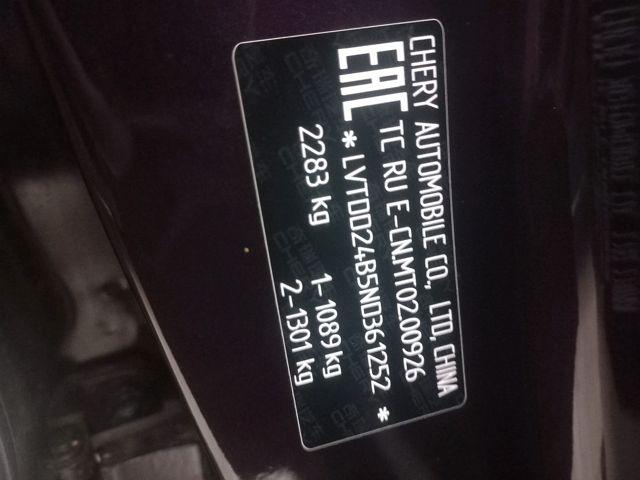 CHERY AUTOMOBILE CO., LTD, CHINA
EAC TC RU E-CN.MT02.00926
*LVTDD24B5ND361252*
2283 kg
1-1089 kg
2-1301 kg